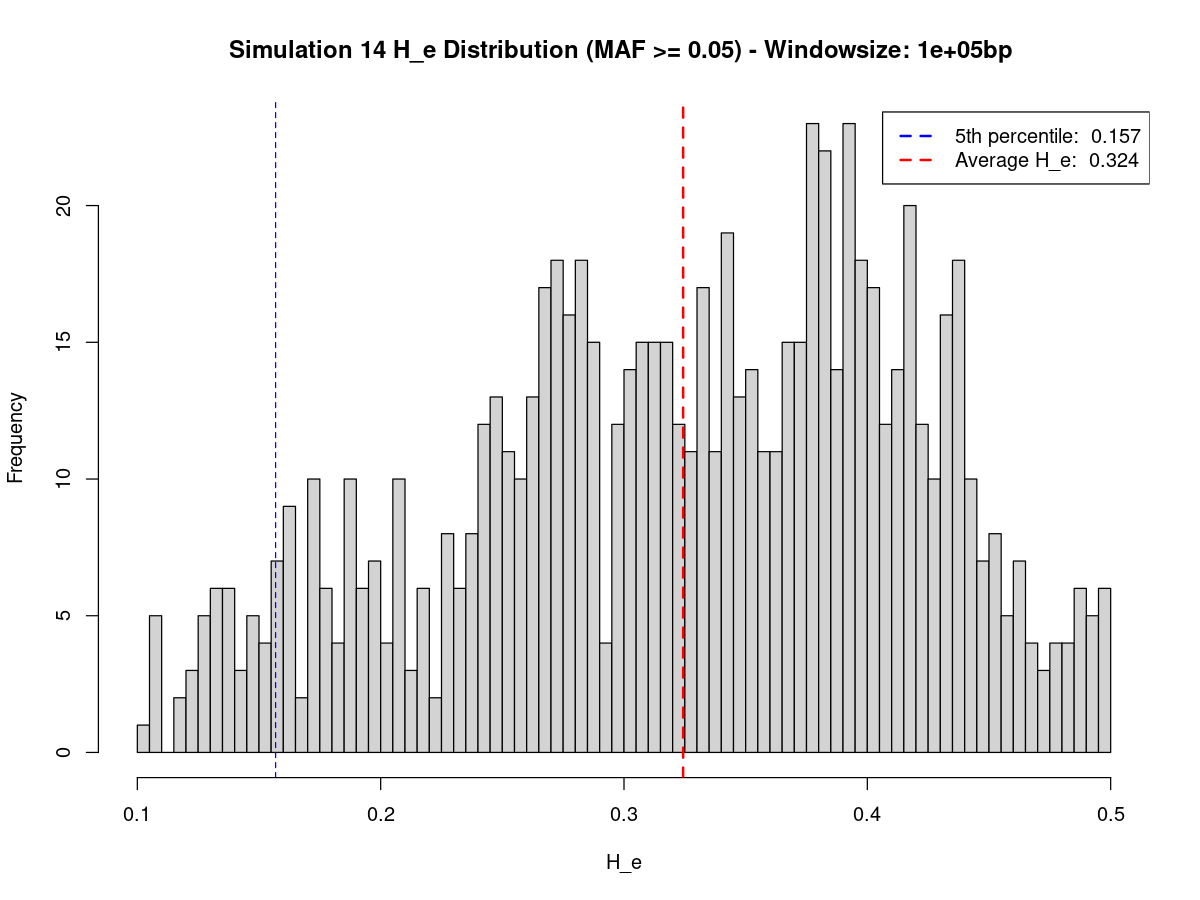 Simulation 14 H_e Distribution (MAF >= 0.05) - Windowsize: 1e+05bp
5th percentile:  0.157
Average H_e:  0.324
Frequency
20
15
10
5
0
0.1
0.2
0.3
0.4
0.5
H_e